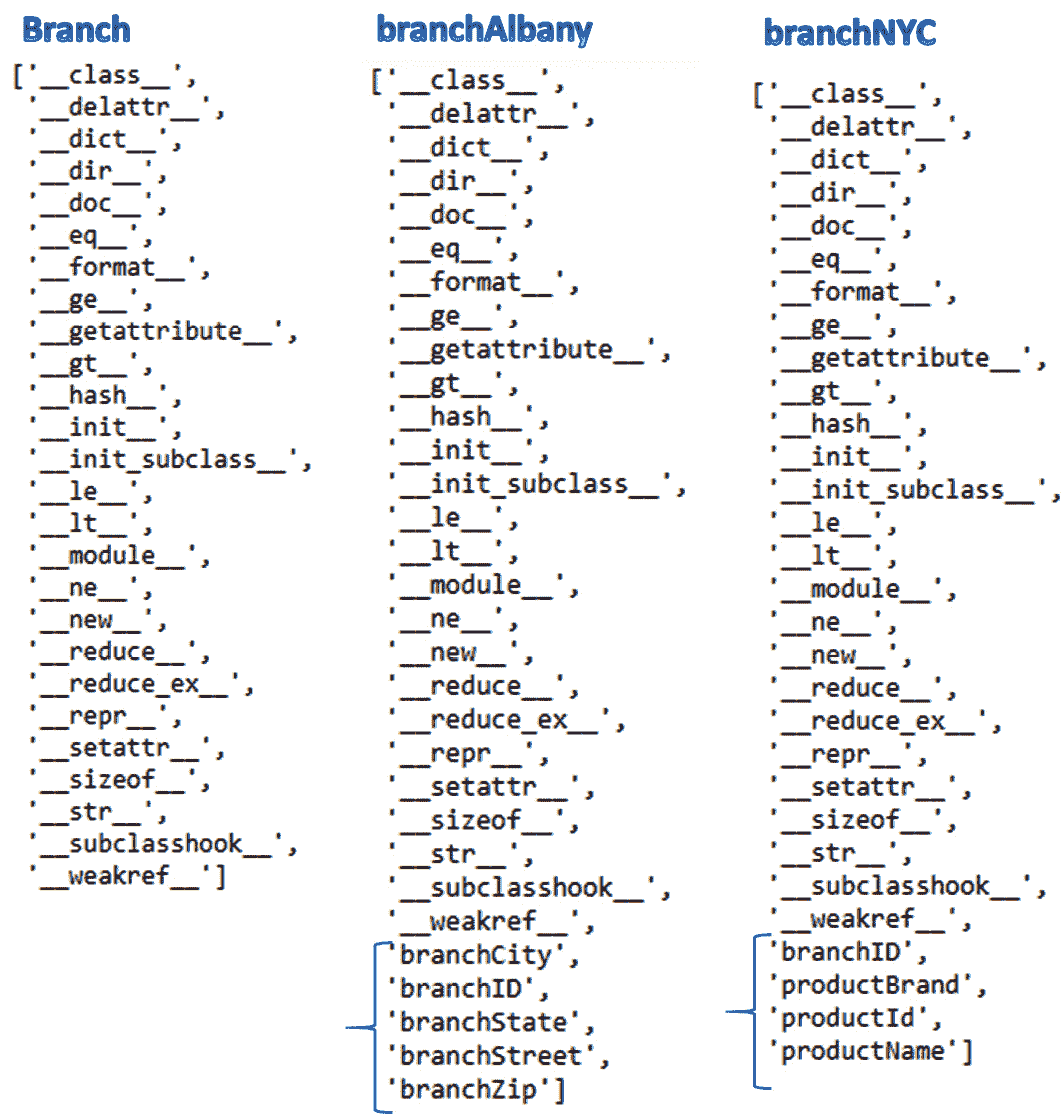 Branch
['__class__',
'__delattr__',
'__dict__',
'__dir__',
'__doc__',
'__eq__',
'__format__',
'__ge__',
'__getattribute__',
'__gt__',
'__hash__',
'__init__',
'__init_subclass__',
'__le__',
'__lt__',
'__module__',
'__ne__',
'__new__',
'__reduce__',
'__reduce_ex__',
'__repr__',
'__setattr__',
'__sizeof__',
'__str__',
'__subclasshook__',
'__weakref__']
branchAlbany
['__class__',
'__delattr__',
'__dict__',
'__dir__',
'__doc__',
'__eq__',
'__format__',
'__ge__',
'__getattribute__',
'__gt__',
'__hash__',
'__init__',
'__init_subclass__',
'__le__',
'__lt__',
'__module__',
'__ne__',
'__new__',
'__reduce__',
'__reduce_ex__',
'__repr__',
'__setattr__',
'__sizeof__',
'__str__',
'__subclasshook__',
'__weakref__',
'branchCity',
'branchID',
'branchState',
'branchStreet',
'branchZip']
branchNYC
['__class__',
'__delattr__',
'__dict__',
'__dir__',
'__doc__',
'__eq__',
'__format__',
'__ge__',
'__getattribute__',
'__gt__',
'__hash__',
'__init__',
'__init_subclass__',
'__le__',
'__lt__',
'__module__',
'__ne__',
'__new__',
'__reduce__',
'__reduce_ex__',
'__repr__',
'__setattr__',
'__sizeof__',
'__str__',
'__subclasshook__',
'__weakref__',
'branchID',
'productBrand',
'productId',
'productName']